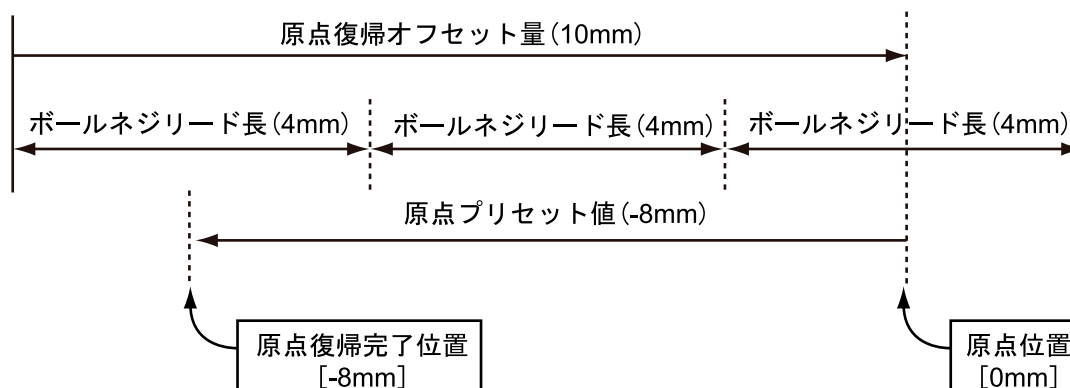 原点復帰オフセット量(10mm)
ボールネジリード長(4mm)
ボールネジリード長(4mm)
ボールネジリード長(4mm)
原点プリセット値(-8mm)
原点復帰完了位置
[-8mm]
原点位置
[0mm]